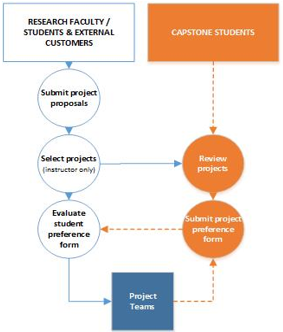 RESEARCH FACULTY /
STUDENTS & EXTERNAL
CUSTOMERS
CAPSTONE STUDENTS
Submit project
proposals
Select projects
(instructor only)
Review
projects
Evaluate
student
preference
form
Submit project
preference
form
Project
Teams